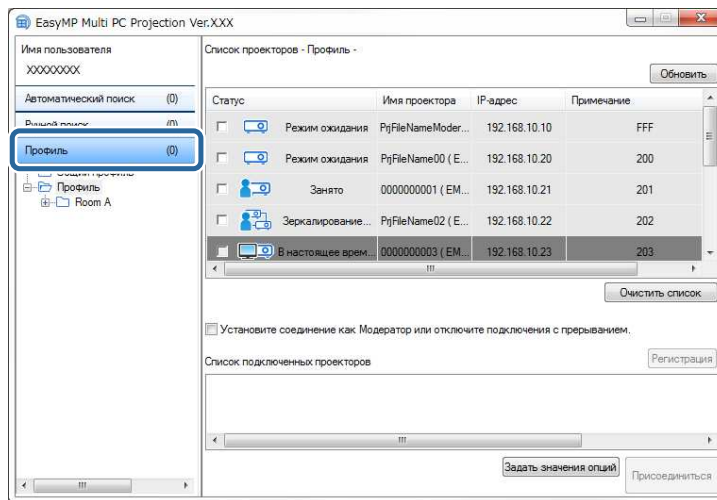 EasyMP Multi PC Projection Ver.XXX
Имя пользователя
XXXXXXXX
Автоматический поиск (0)
Ручной поиск (0)
Профиль (0)
Общий профиль
Профиль
Room A
Список проекторов - Профиль -
Обновить
Статус Имя проектора IP-адрес Примечание
Режим ожидания PrjFileNameModer... 192.168.10.10 FFF
Режим ожидания PrjFileName00 ( E... 192.168.10.20 200
Занято 0000000001 ( EM... 192.168.10.21 201
Зеркалирование... PrjFileName02 ( E... 192.168.10.22 202
В настоящее врем... 0000000003 ( EM... 192.168.10.23 203
Очистить список
Установите соединение как Модератор или отключите подключения с прерыванием.
Список подключенных проекторов
Регистрация
Задать значения опций
Присоединиться